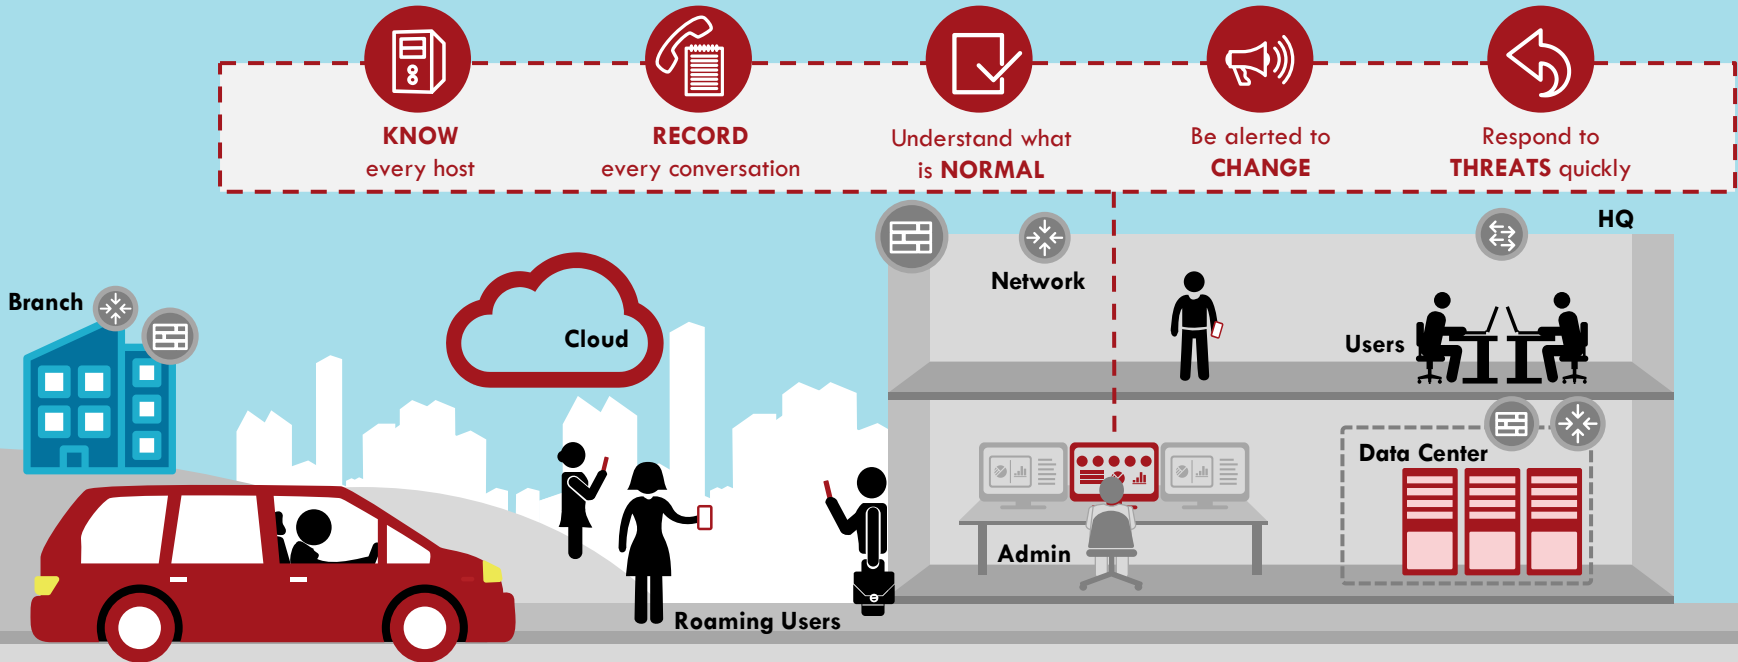 KNOW
every host
RECORD
every conversation
Understand what
is NORMAL
Be alerted to
CHANGE
Respond to
THREATS quickly
HQ
Network
Branch
Cloud
Users
Data Center
Admin
Roaming Users